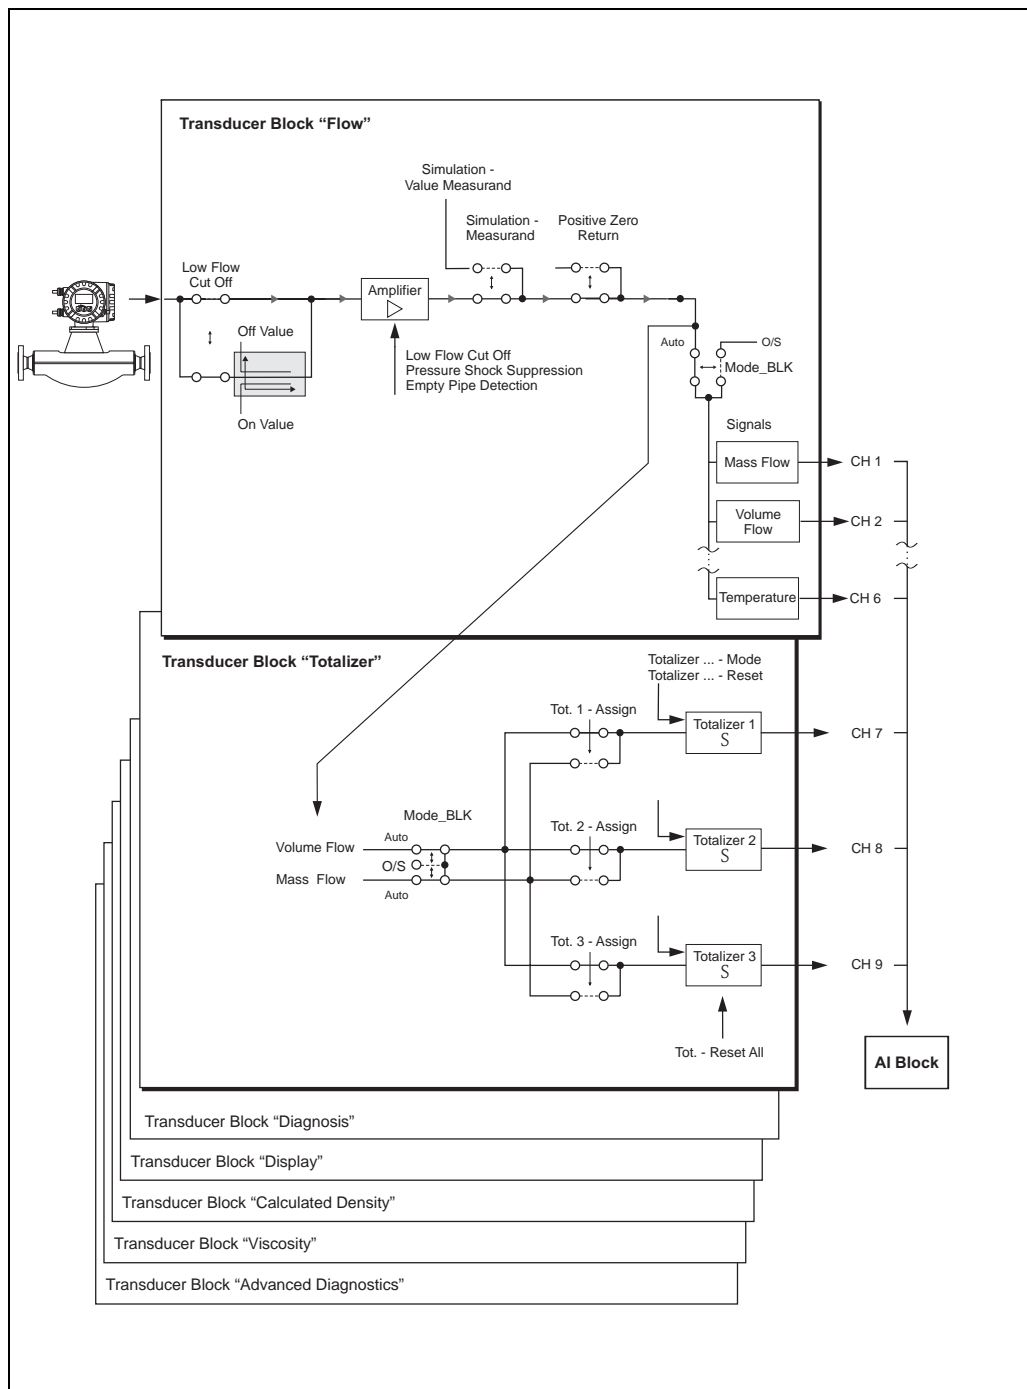 Transducer Block “Flow”
Simulation -
Value Measurand
Simulation -
Measurand
Positive Zero
Return
Low Flow
Cut Off
Amplifier
Off Value
On Value
Low Flow Cut Off
Pressure Shock Suppression
Empty Pipe Detection
Auto
O/S
Mode_BLK
Signals
Mass Flow
CH 1
Volume
Flow
CH 2
Temperature
CH 6
Transducer Block “Totalizer”
Totalizer ... - Mode
Totalizer ... - Reset
Tot. 1 - Assign
Totalizer 1
S
CH 7
Mode_BLK
Tot. 2 - Assign
Totalizer 2
S
CH 8
Volume Flow
Auto
O/S
Mass Flow
Auto
Tot. 3 - Assign
Totalizer 3
S
CH 9
Tot. - Reset All
AI Block
Transducer Block “Diagnosis”
Transducer Block “Display”
Transducer Block “Calculated Density”
Transducer Block “Viscosity”
Transducer Block “Advanced Diagnostics”